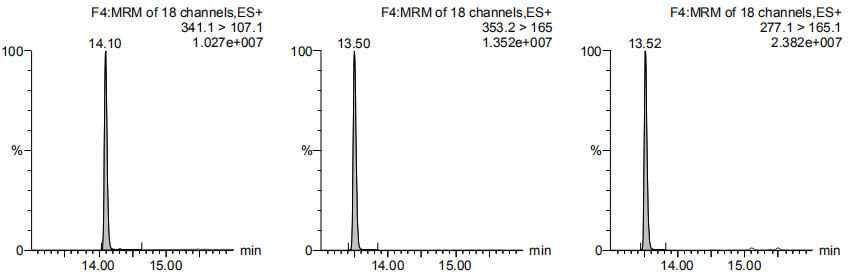 F4:MRM of 18 channels,ES+
341.1 > 107.1
1.027e+007
14.10
100
%
0
min
14.00 15.00
F4:MRM of 18 channels,ES+
353.2 > 165
1.352e+007
13.50
100
%
0
min
14.00 15.00
F4:MRM of 18 channels,ES+
277.1 > 165.1
2.382e+007
13.52
100
%
0
min
14.00 15.00